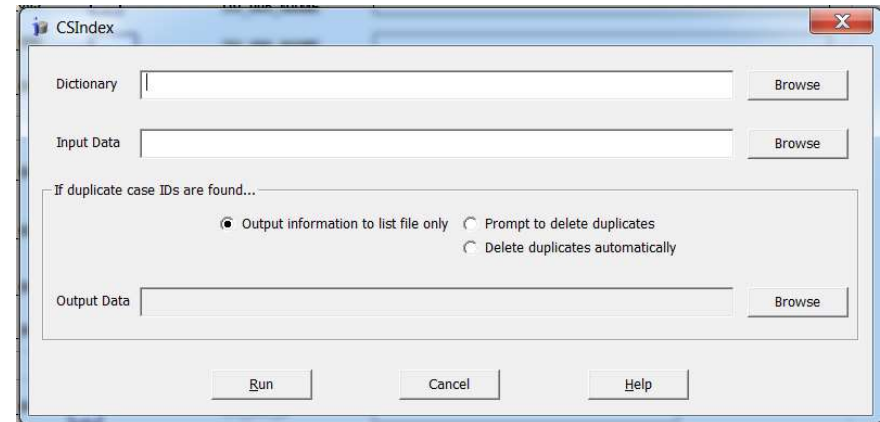 CSIndex
Dictionary Browse
Input Data Browse
If duplicate case IDs are found...
Output information to list file only Prompt to delete duplicates
Delete duplicates automatically
Output Data Browse
Run Cancel Help